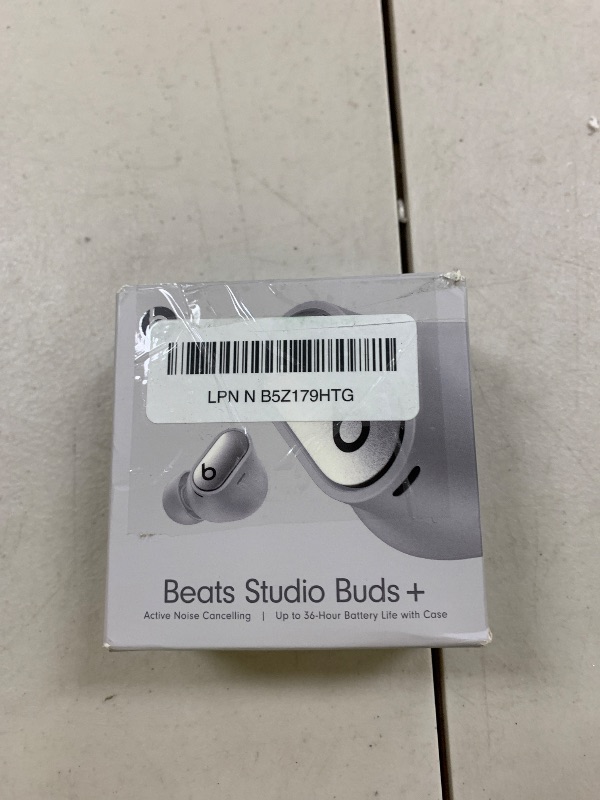 LPN N B5Z179HTG
b
b
Beats Studio Buds +
Active Noise Cancelling | Up to 36-Hour Battery Life with Case